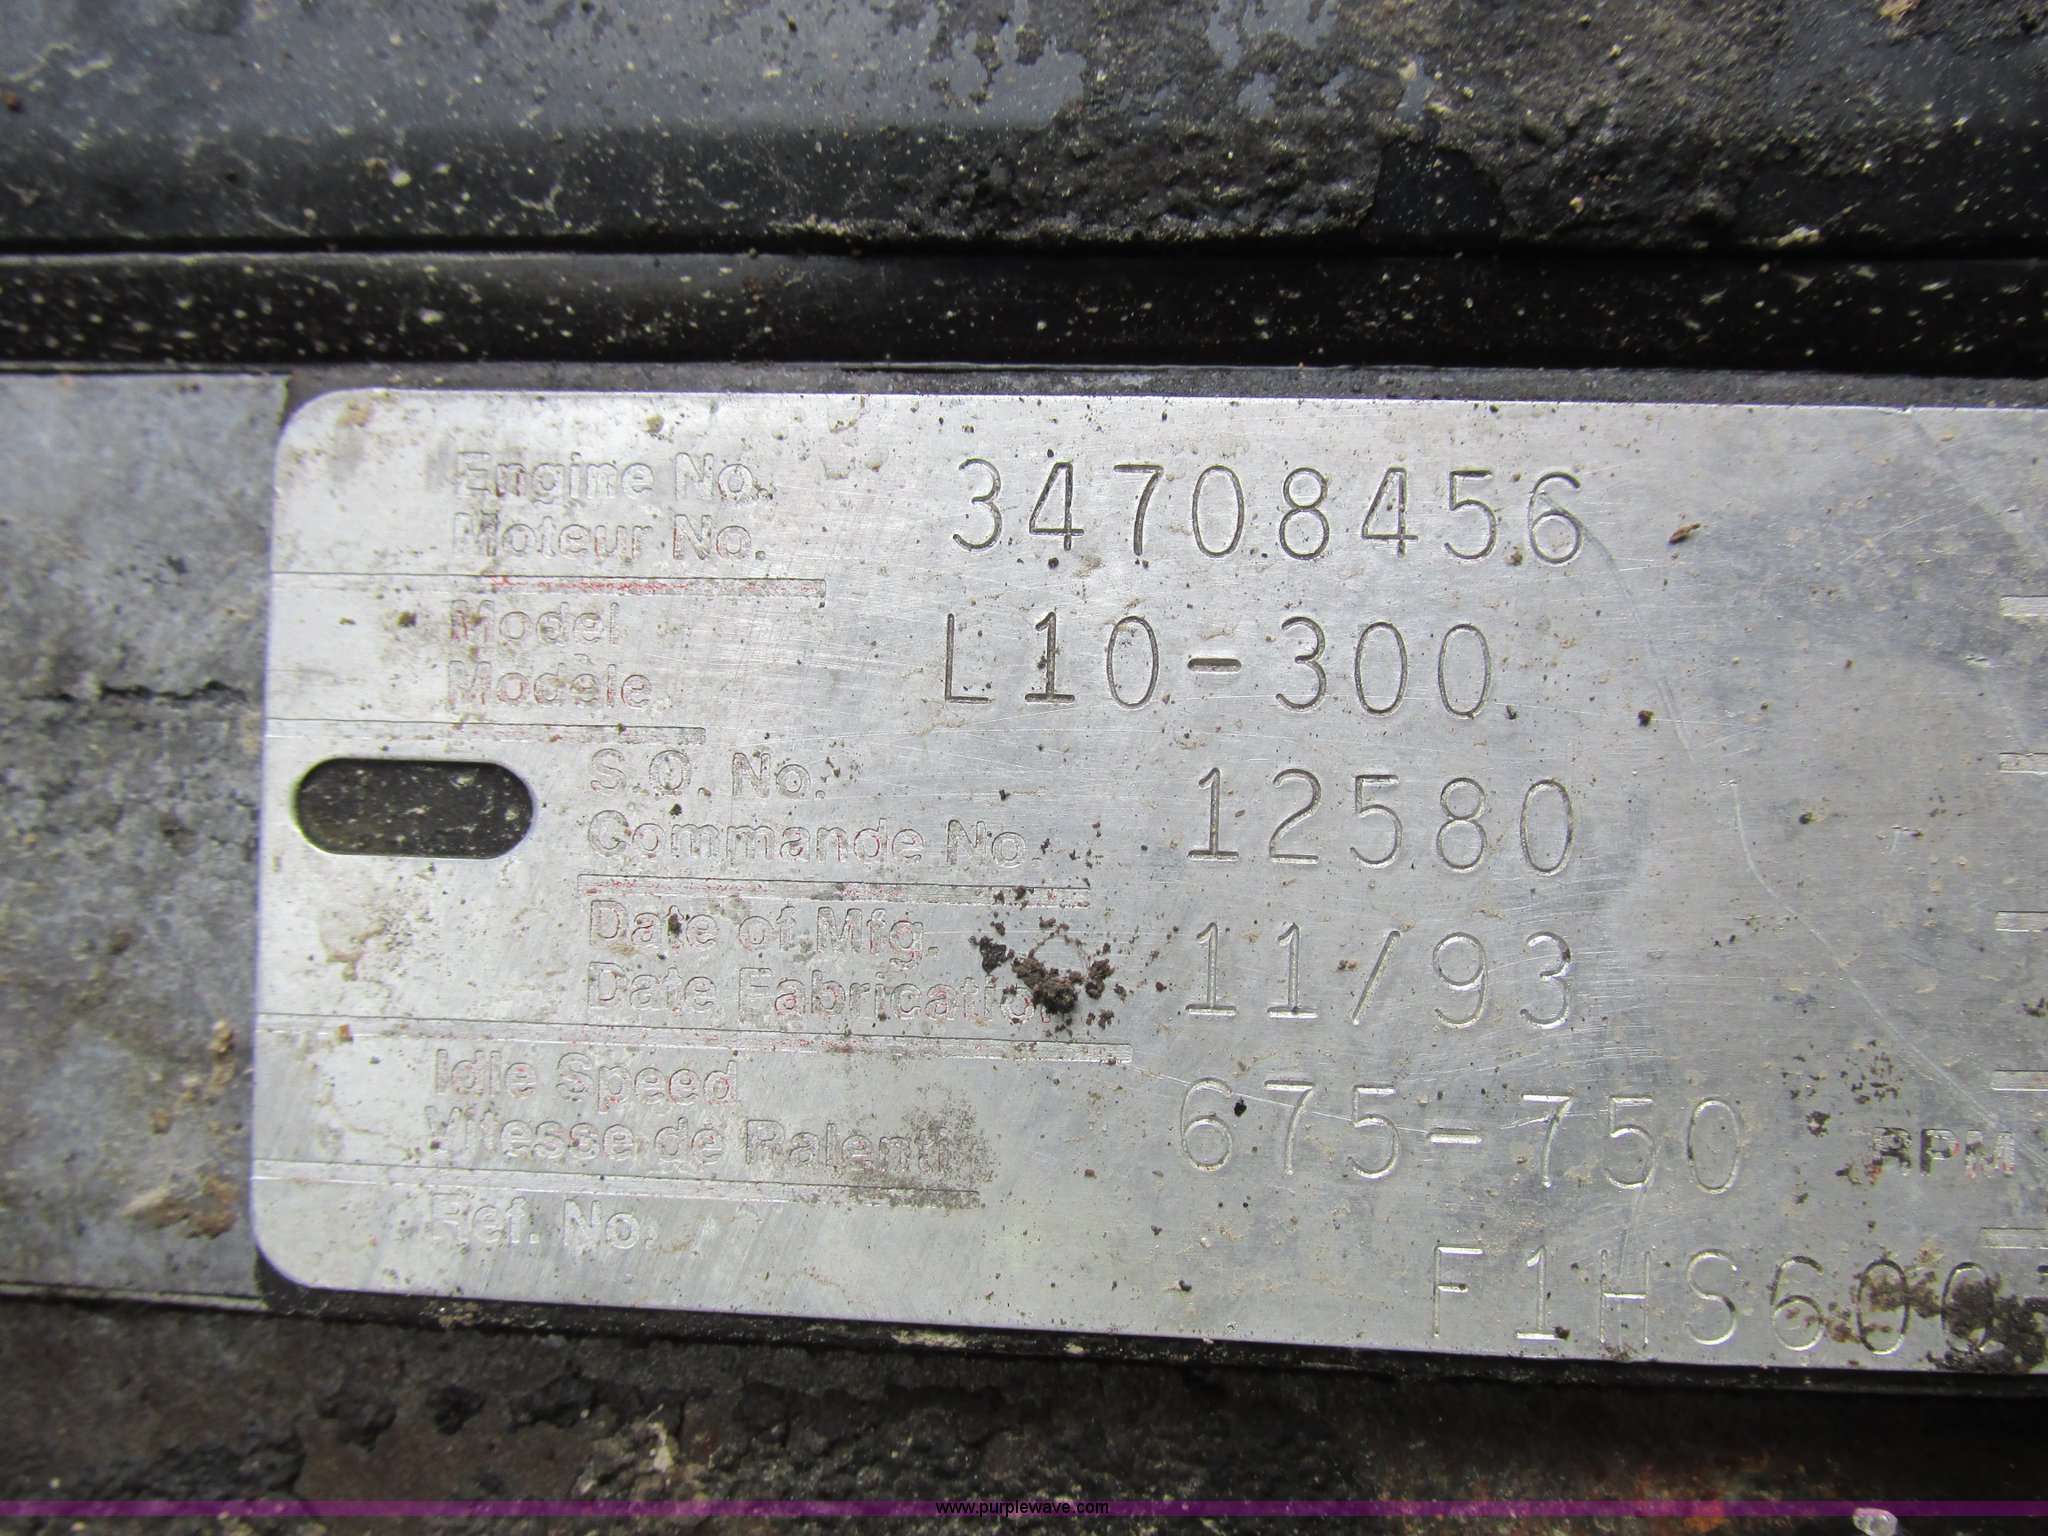 Engine No. 34708456
Moteur No.
Model L10-300
Modèle
S.O. No. 12580
Commande No.
Date of Mfg. 11/93
Date Fabrication
Idle Speed 675-750 RPM
Vitesse de Ralenti
Ref. No.
F1HS600
www.purplewave.com